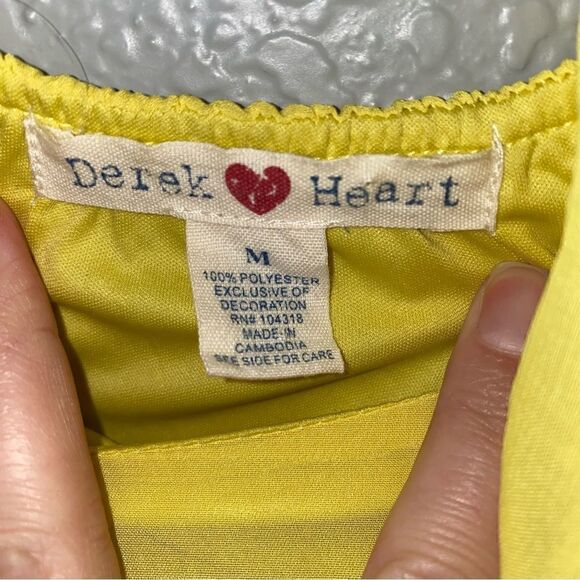 Derek Heart
M
100% POLYESTER
EXCLUSIVE OF
DECORATION
RN# 104318
MADE IN
CAMBODIA
SEE SIDE FOR CARE